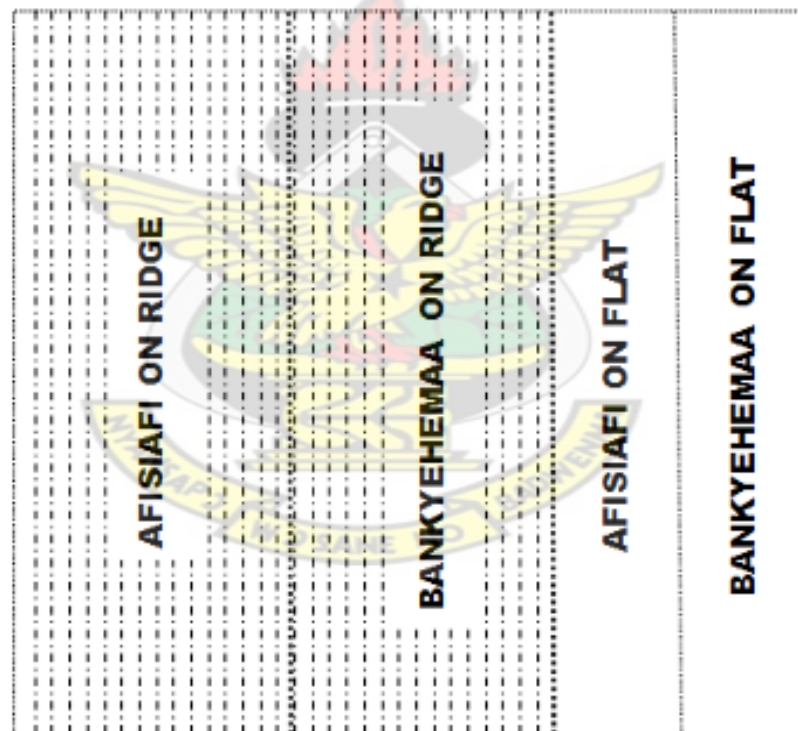 AFISIAFI ON RIDGE
BANKYEHEMAA ON RIDGE
AFISIAFI ON FLAT
BANKYEHEMAA ON FLAT